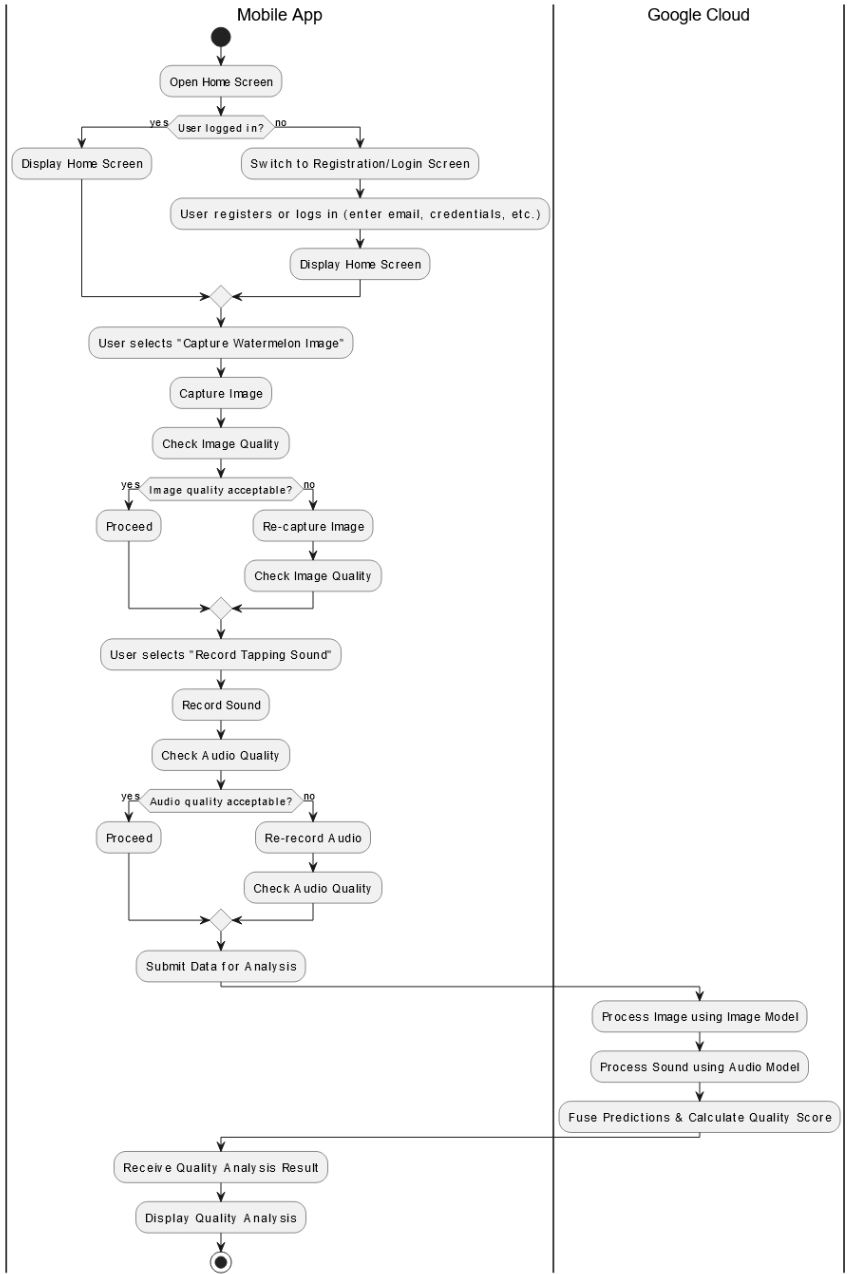 Mobile App
Google Cloud
Open Home Screen
yes
User logged in?
no
Display Home Screen
Switch to Registration/Login Screen
User registers or logs in (enter email, credentials, etc.)
Display Home Screen
User selects "Capture Watermelon Image"
Capture Image
Check Image Quality
yes
Image quality acceptable?
no
Proceed
Re-capture Image
Check Image Quality
User selects "Record Tapping Sound"
Record Sound
Check Audio Quality
yes
Audio quality acceptable?
no
Proceed
Re-record Audio
Check Audio Quality
Submit Data for Analysis
Process Image using Image Model
Process Sound using Audio Model
Fuse Predictions & Calculate Quality Score
Receive Quality Analysis Result
Display Quality Analysis